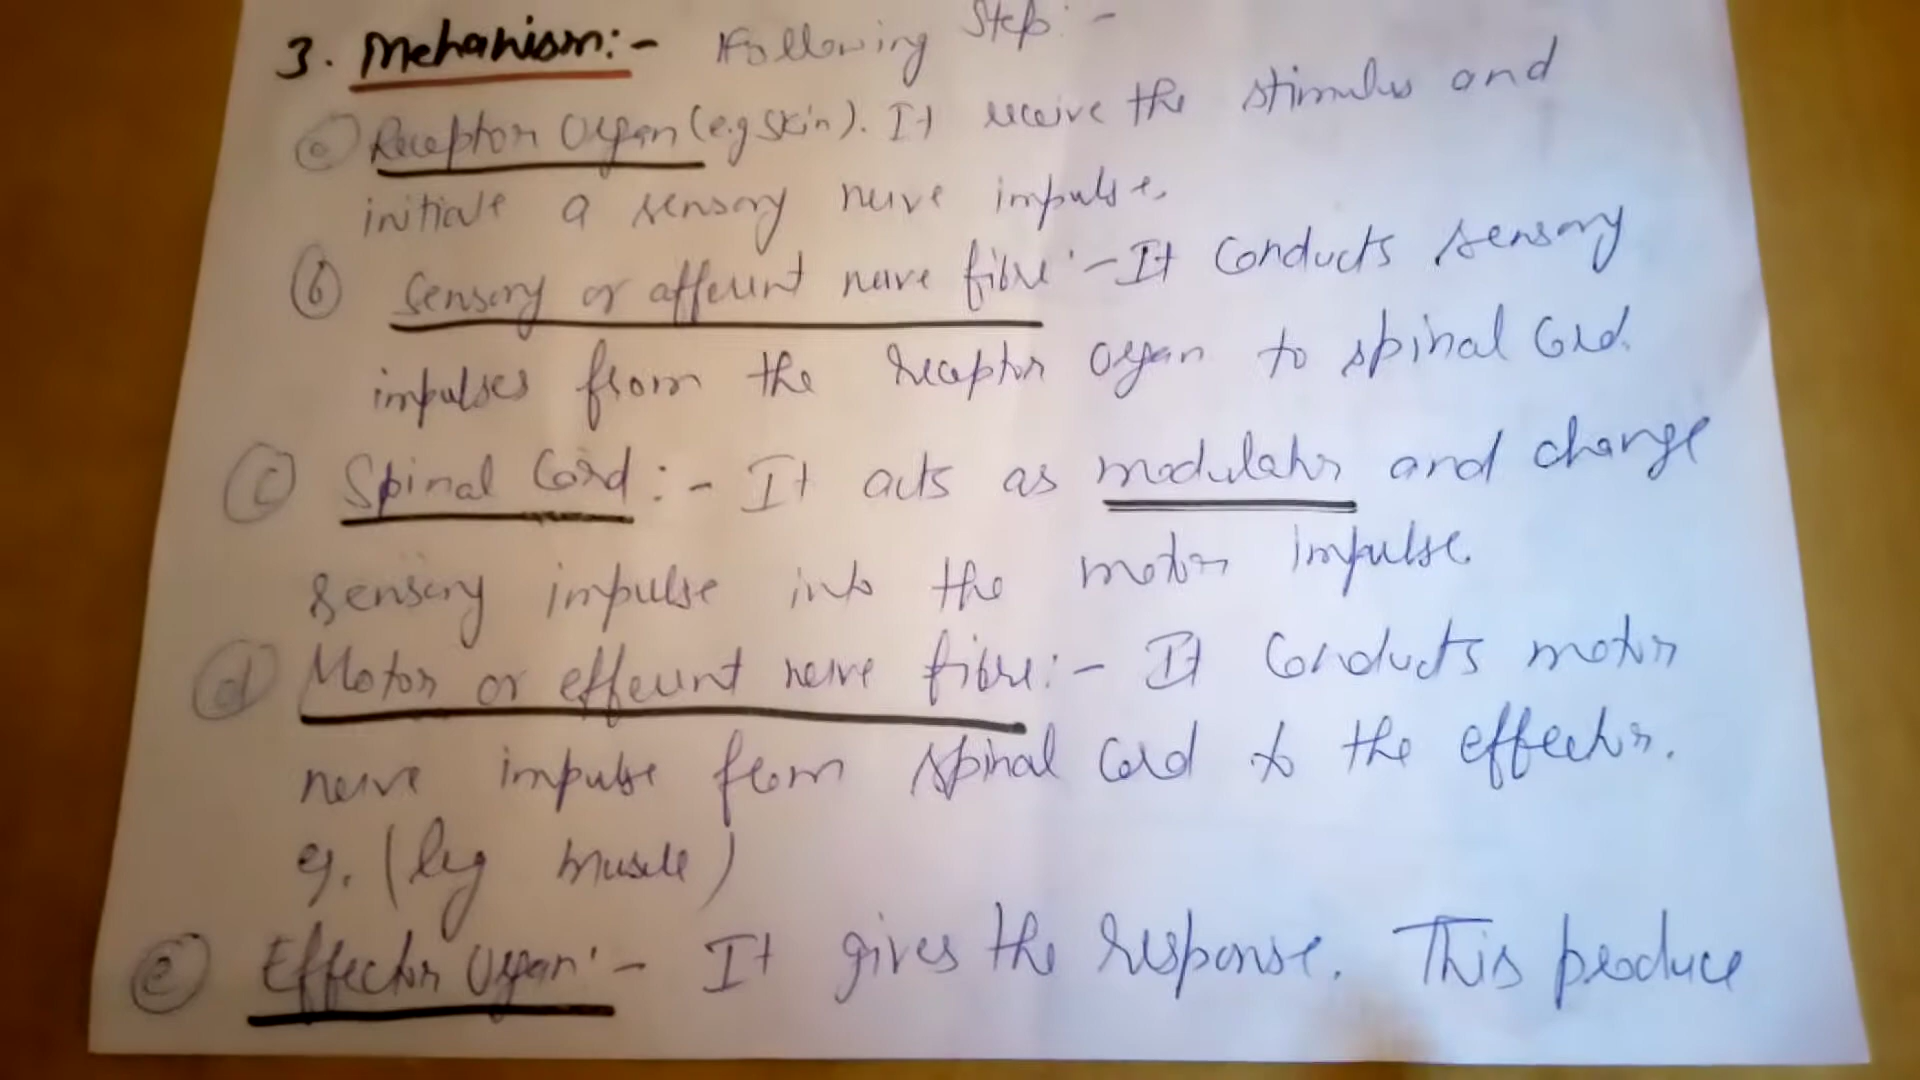 3. Mehanism:- Following Step:-
(a) Receptor Organ (e.g skin). It receive the stimulus and
initiate a sensory nerve impulse.
(b) Sensory or afferent nerve fibre:- It Conducts sensory
impulses from the receptor organ to spinal Cord.
(c) Spinal Cord:- It acts as modulator and change
sensory impulse into the motor impulse.
(d) Motor or efferent nerve fibre:- It Conducts motor
nerve impulse from spinal Cord to the effector.
eg. (leg muscle)
(e) Effector Organ:- It gives the response. This produce